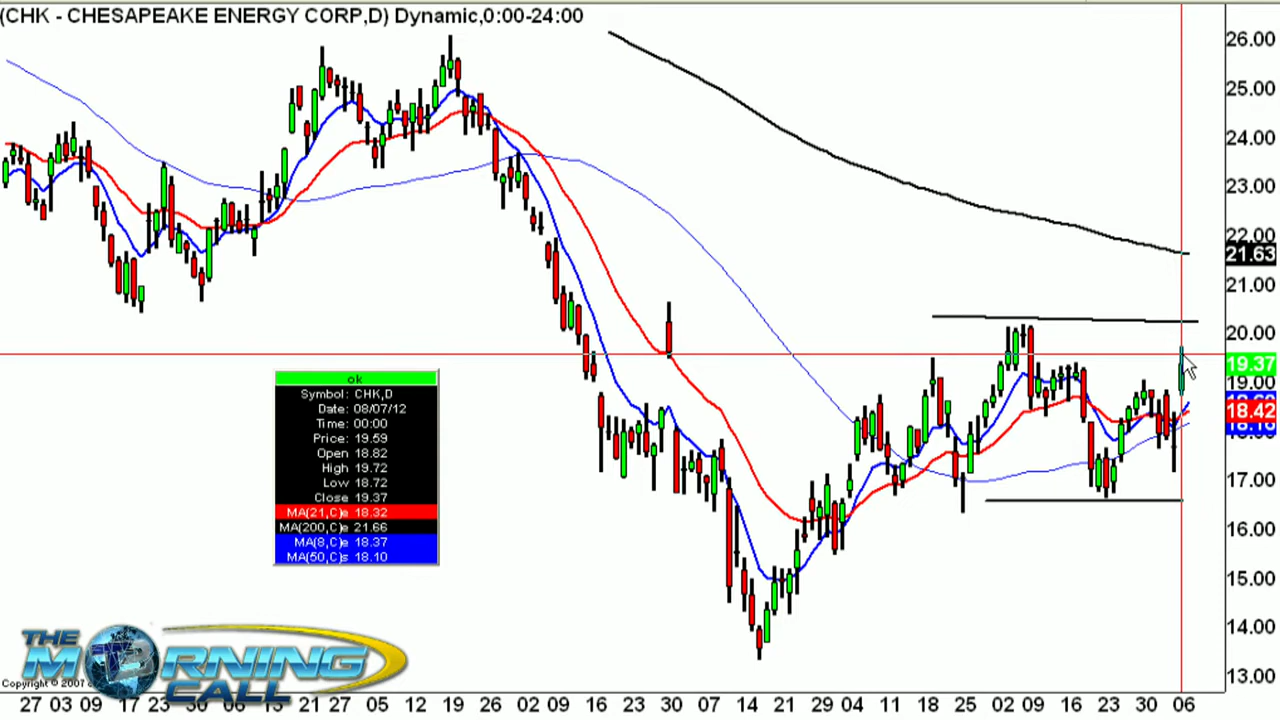 (CHK - CHESAPEAKE ENERGY CORP,D) Dynamic,0:00-24:00
26.00
25.00
24.00
23.00
22.00
21.63
21.00
20.00
19.37
19.00
18.42
17.00
16.00
15.00
14.00
13.00
ok
Symbol: CHK,D
Date: 08/07/12
Time: 00:00
Price: 19.59
Open 18.82
High 19.72
Low 18.72
Close 19.37
MA(21,C)e 18.32
MA(200,C)e 21.66
MA(8,C)e 18.37
MA(50,C)s 18.10
THE
MORNING
CALL
Copyright © 2007
27 03 09 17 23 30 06 13 21 27 05 12 19 26 02 09 16 23 30 07 14 21 29 04 11 18 25 02 09 16 23 30 06